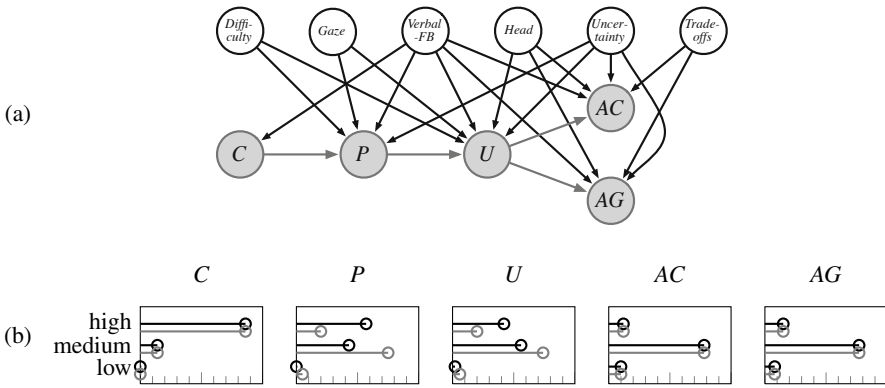 (a)
Diffi-
culty
Gaze
Verbal
-FB
Head
Uncer-
tainty
Trade-
offs
C
P
U
AC
AG
(b)
C
P
U
AC
AG
high
medium
low